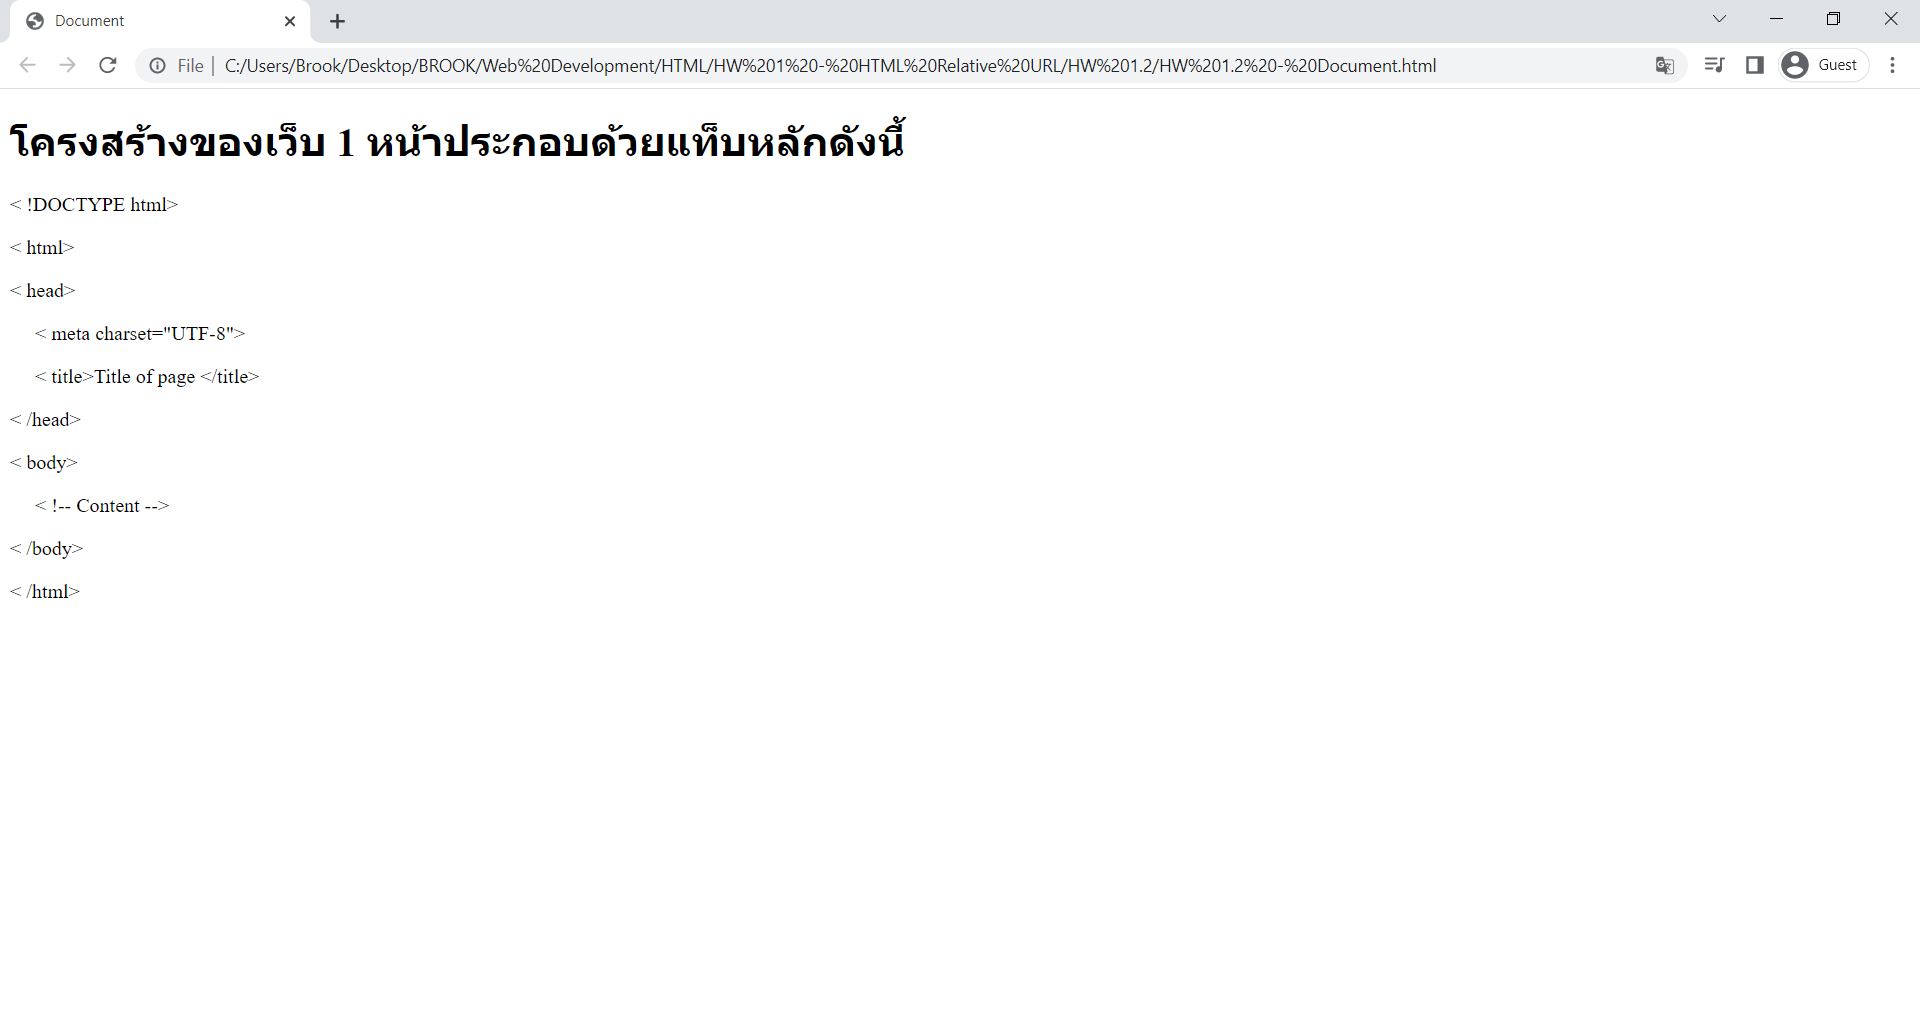 Document
File | C:/Users/Brook/Desktop/BROOK/Web%20Development/HTML/HW%201%20-%20HTML%20Relative%20URL/HW%201.2/HW%201.2%20-%20Document.html
Guest
โครงสร้างของเว็บ 1 หน้าประกอบด้วยแท็บหลักดังนี้
< !DOCTYPE html>
< html>
< head>
< meta charset="UTF-8">
< title>Title of page </title>
< /head>
< body>
< !-- Content -->
< /body>
< /html>